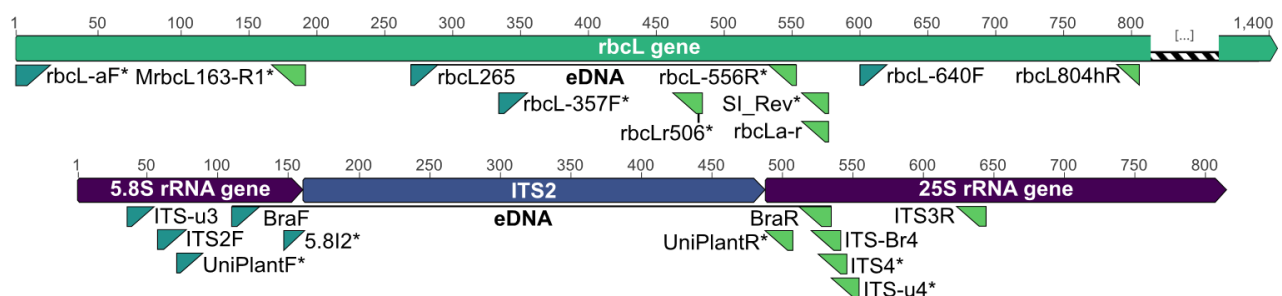 1 50 100 150 200 250 300 350 400 450 500 550 600 650 700 750 800 [...] 1,400
rbcL gene
rbcL-aF* MrbcL163-R1* rbcL265 eDNA rbcL-556R* rbcL-640F rbcL804hR
rbcL-357F* SI_Rev*
rbcLr506* rbcLa-r
1 50 100 150 200 250 300 350 400 450 500 550 600 650 700 750 800
5.8S rRNA gene ITS2 25S rRNA gene
ITS-u3 BraF eDNA BraR ITS3R
ITS2F 5.8I2* UniPlantR* ITS-Br4
UniPlantF* ITS4*
ITS-u4*